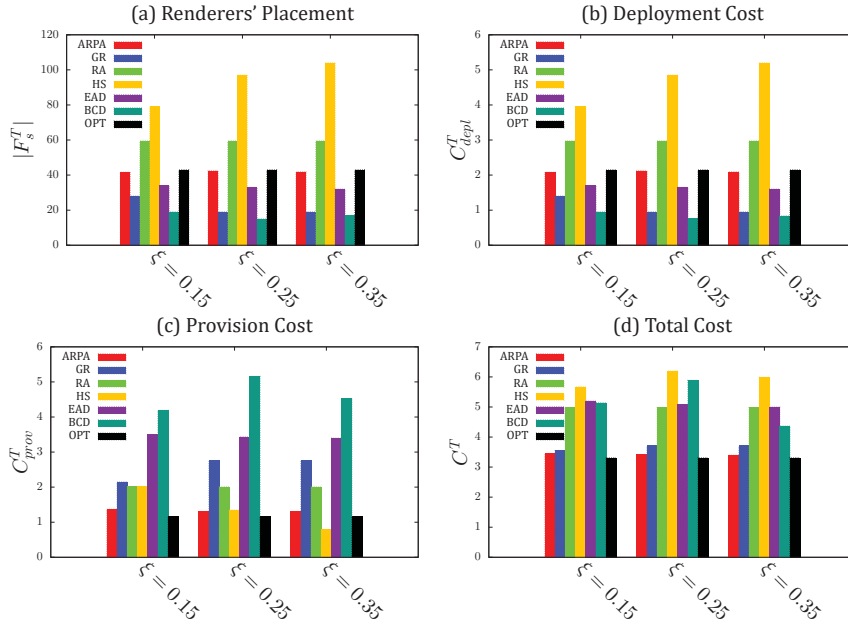 (a) Renderers' Placement
120
100
80
60
40
20
0
|F_s^T|
ARPA
GR
RA
HS
EAD
BCD
OPT
ξ = 0.15
ξ = 0.25
ξ = 0.35
(b) Deployment Cost
6
5
4
3
2
1
0
C_{depl}^T
ARPA
GR
RA
HS
EAD
BCD
OPT
ξ = 0.15
ξ = 0.25
ξ = 0.35
(c) Provision Cost
6
5
4
3
2
1
0
C_{prov}^T
ARPA
GR
RA
HS
EAD
BCD
OPT
ξ = 0.15
ξ = 0.25
ξ = 0.35
(d) Total Cost
7
6
5
4
3
2
1
0
C^T
ARPA
GR
RA
HS
EAD
BCD
OPT
ξ = 0.15
ξ = 0.25
ξ = 0.35